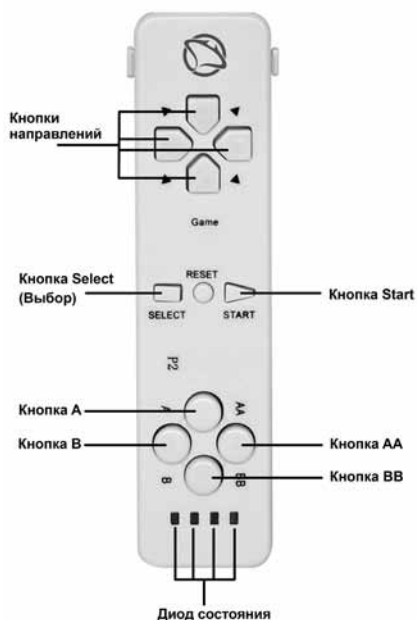 Кнопки
направлений
Game
Кнопка Select
(Выбор)
RESET
Кнопка Start
SELECT
START
P2
Кнопка A
A
AA
Кнопка B
Кнопка AA
B
BB
Кнопка BB
Диод состояния